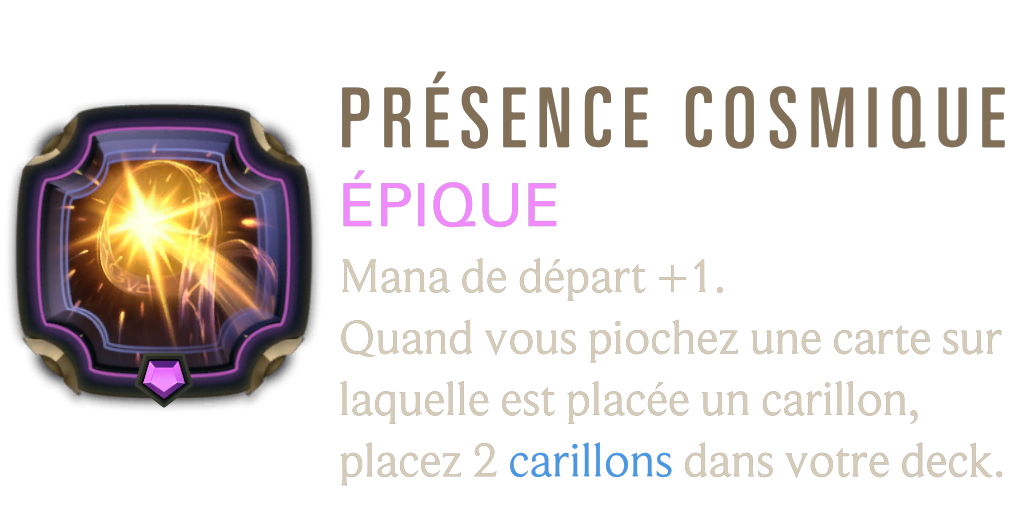 PRÉSENCE COSMIQUE
ÉPIQUE
Mana de départ +1.
Quand vous piochez une carte sur
laquelle est placée un carillon,
placez 2 carillons dans votre deck.